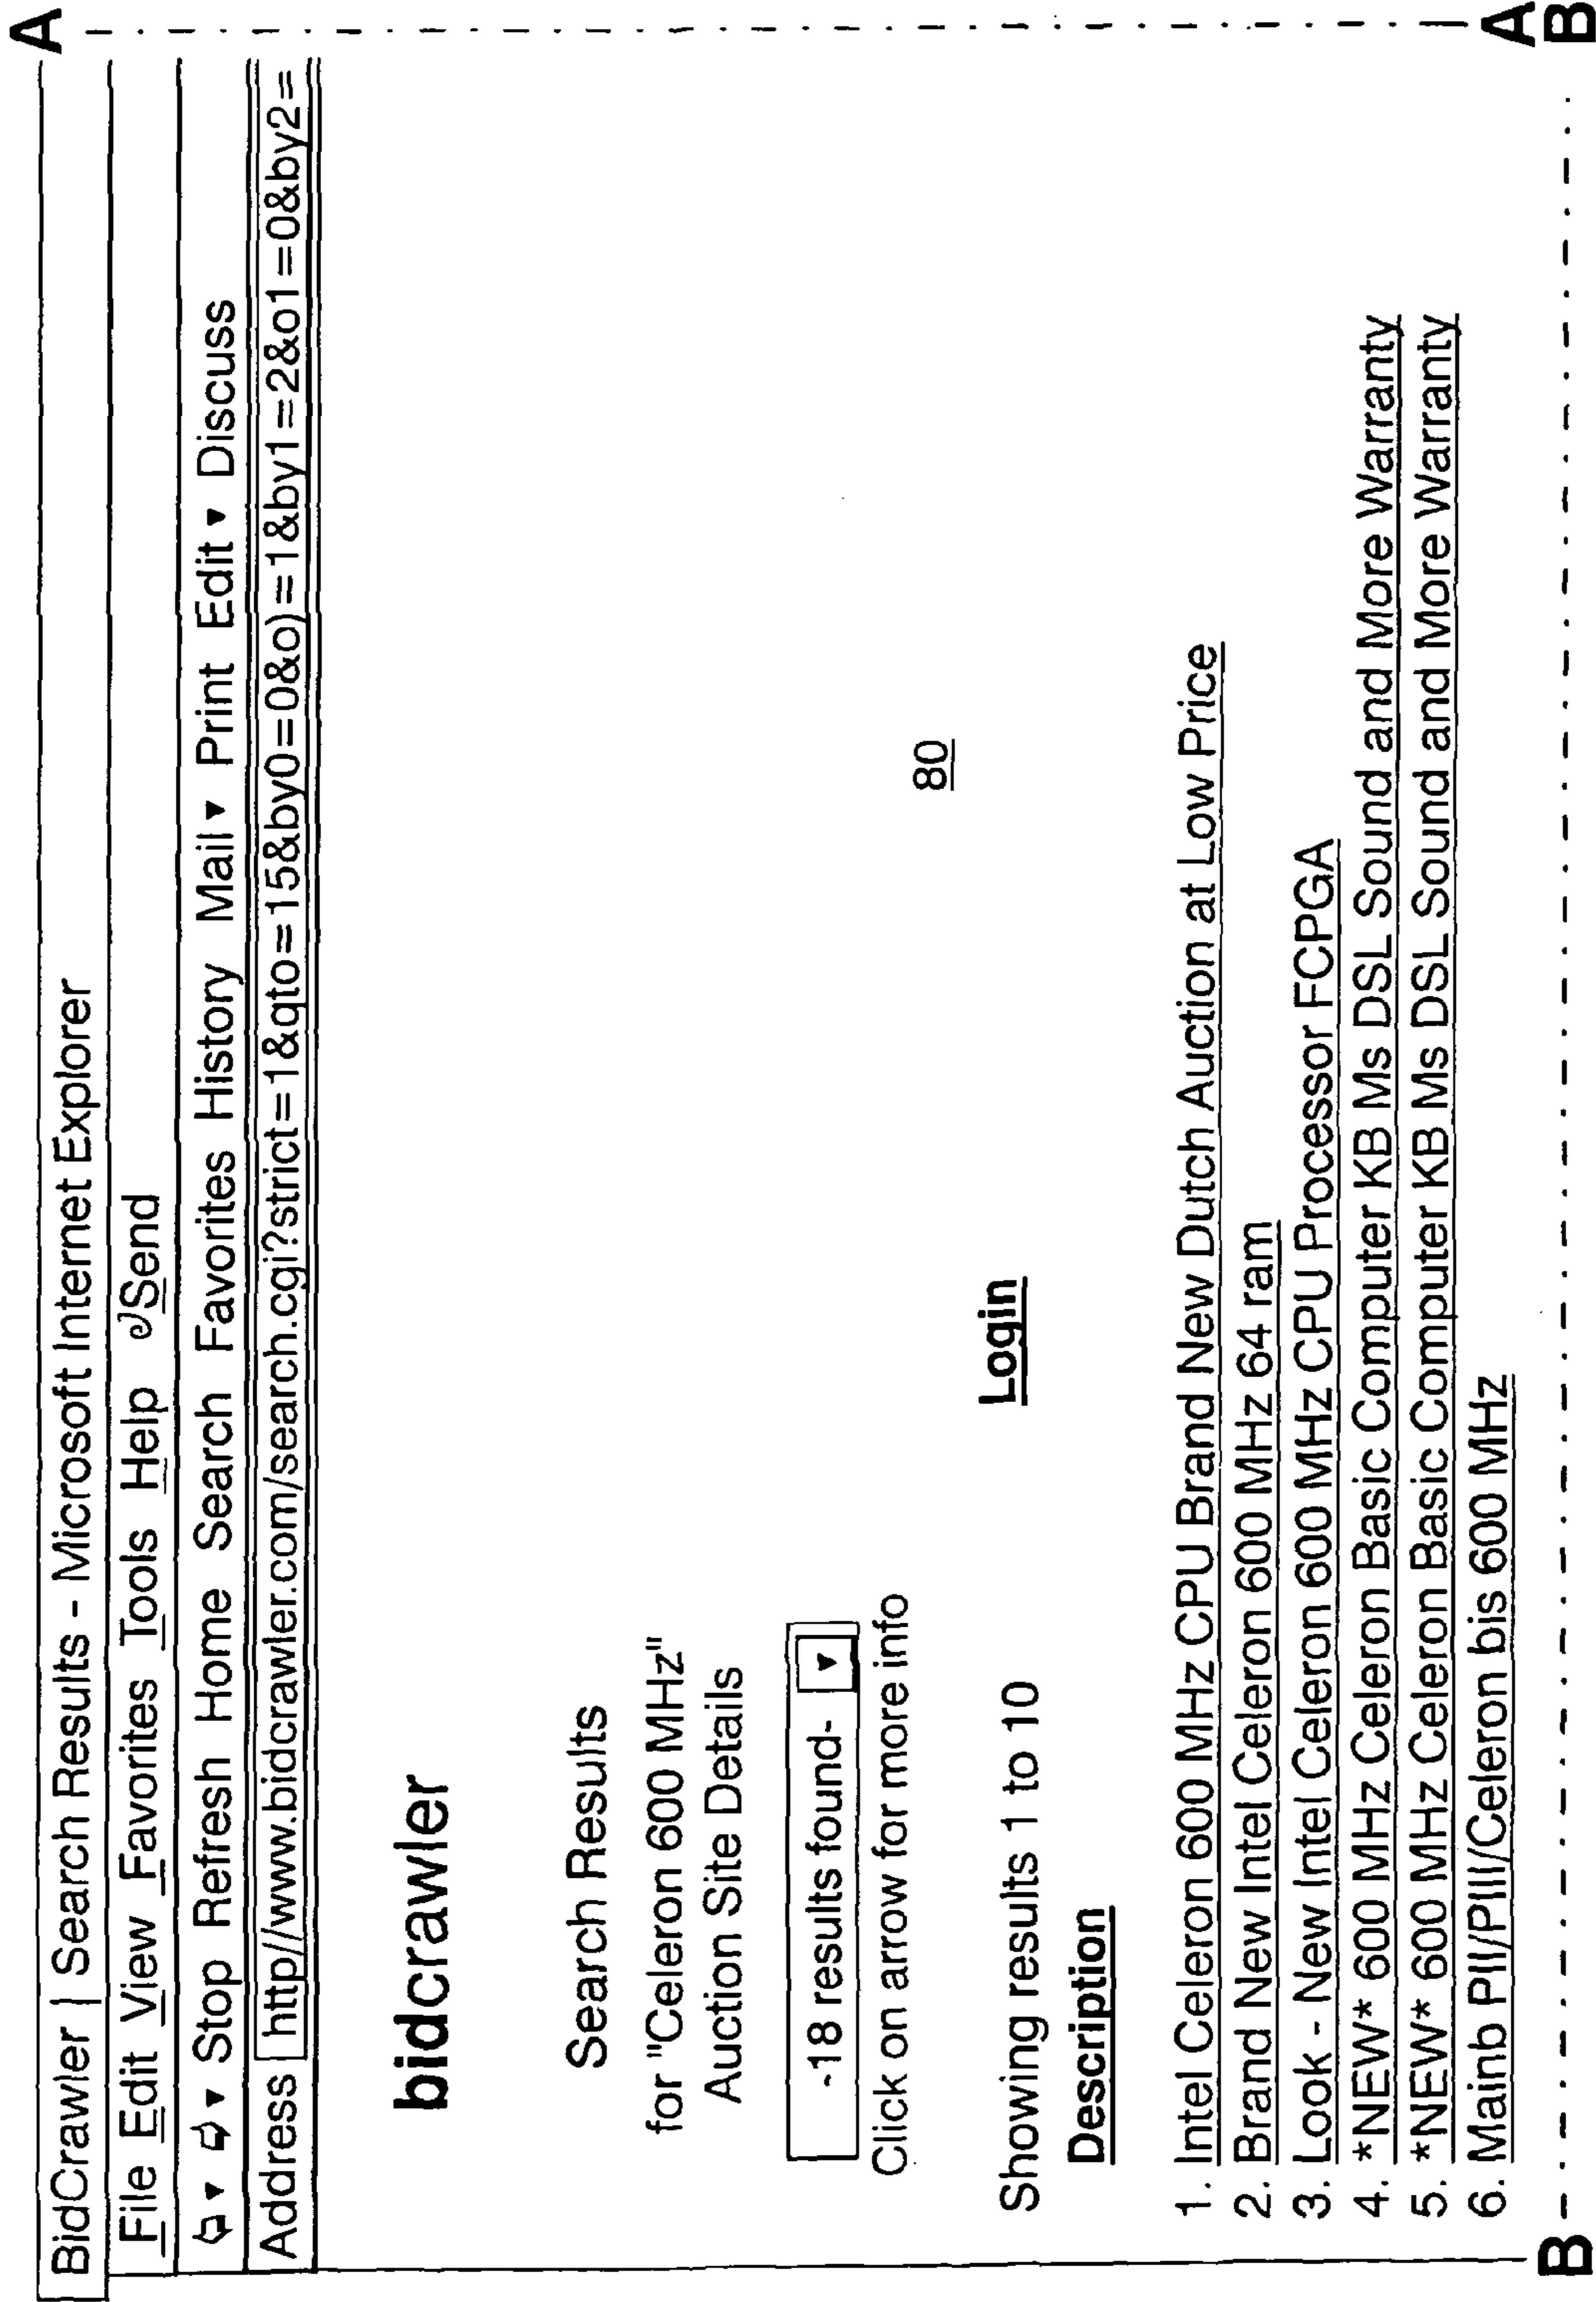 A
BidCrawler | Search Results - Microsoft Internet Explorer
File Edit View Favorites Tools Help Send
Stop Refresh Home Search Favorites History Mail Print Edit Discuss
Address http//www.bidcrawler.com/search.cgi?strict=1&qto=15&by0=0&o)=1&by1=2&o1=0&by2=
bidcrawler
Search Results
for "Celeron 600 MHz"
Auction Site Details
-18 results found-
Click on arrow for more info
80
Showing results 1 to 10
Login
Description
1. Intel Celeron 600 MHz CPU Brand New Dutch Auction at Low Price
2. Brand New Intel Celeron 600 MHz 64 ram
3. Look - New Intel Celeron 600 MHz CPU Processor FCPGA
4. *NEW* 600 MHz Celeron Basic Computer KB Ms DSL Sound and More Warranty
5. *NEW* 600 MHz Celeron Basic Computer KB Ms DSL Sound and More Warranty
6. Mainb PII/PIII/Celeron bis 600 MHz
A
B
B